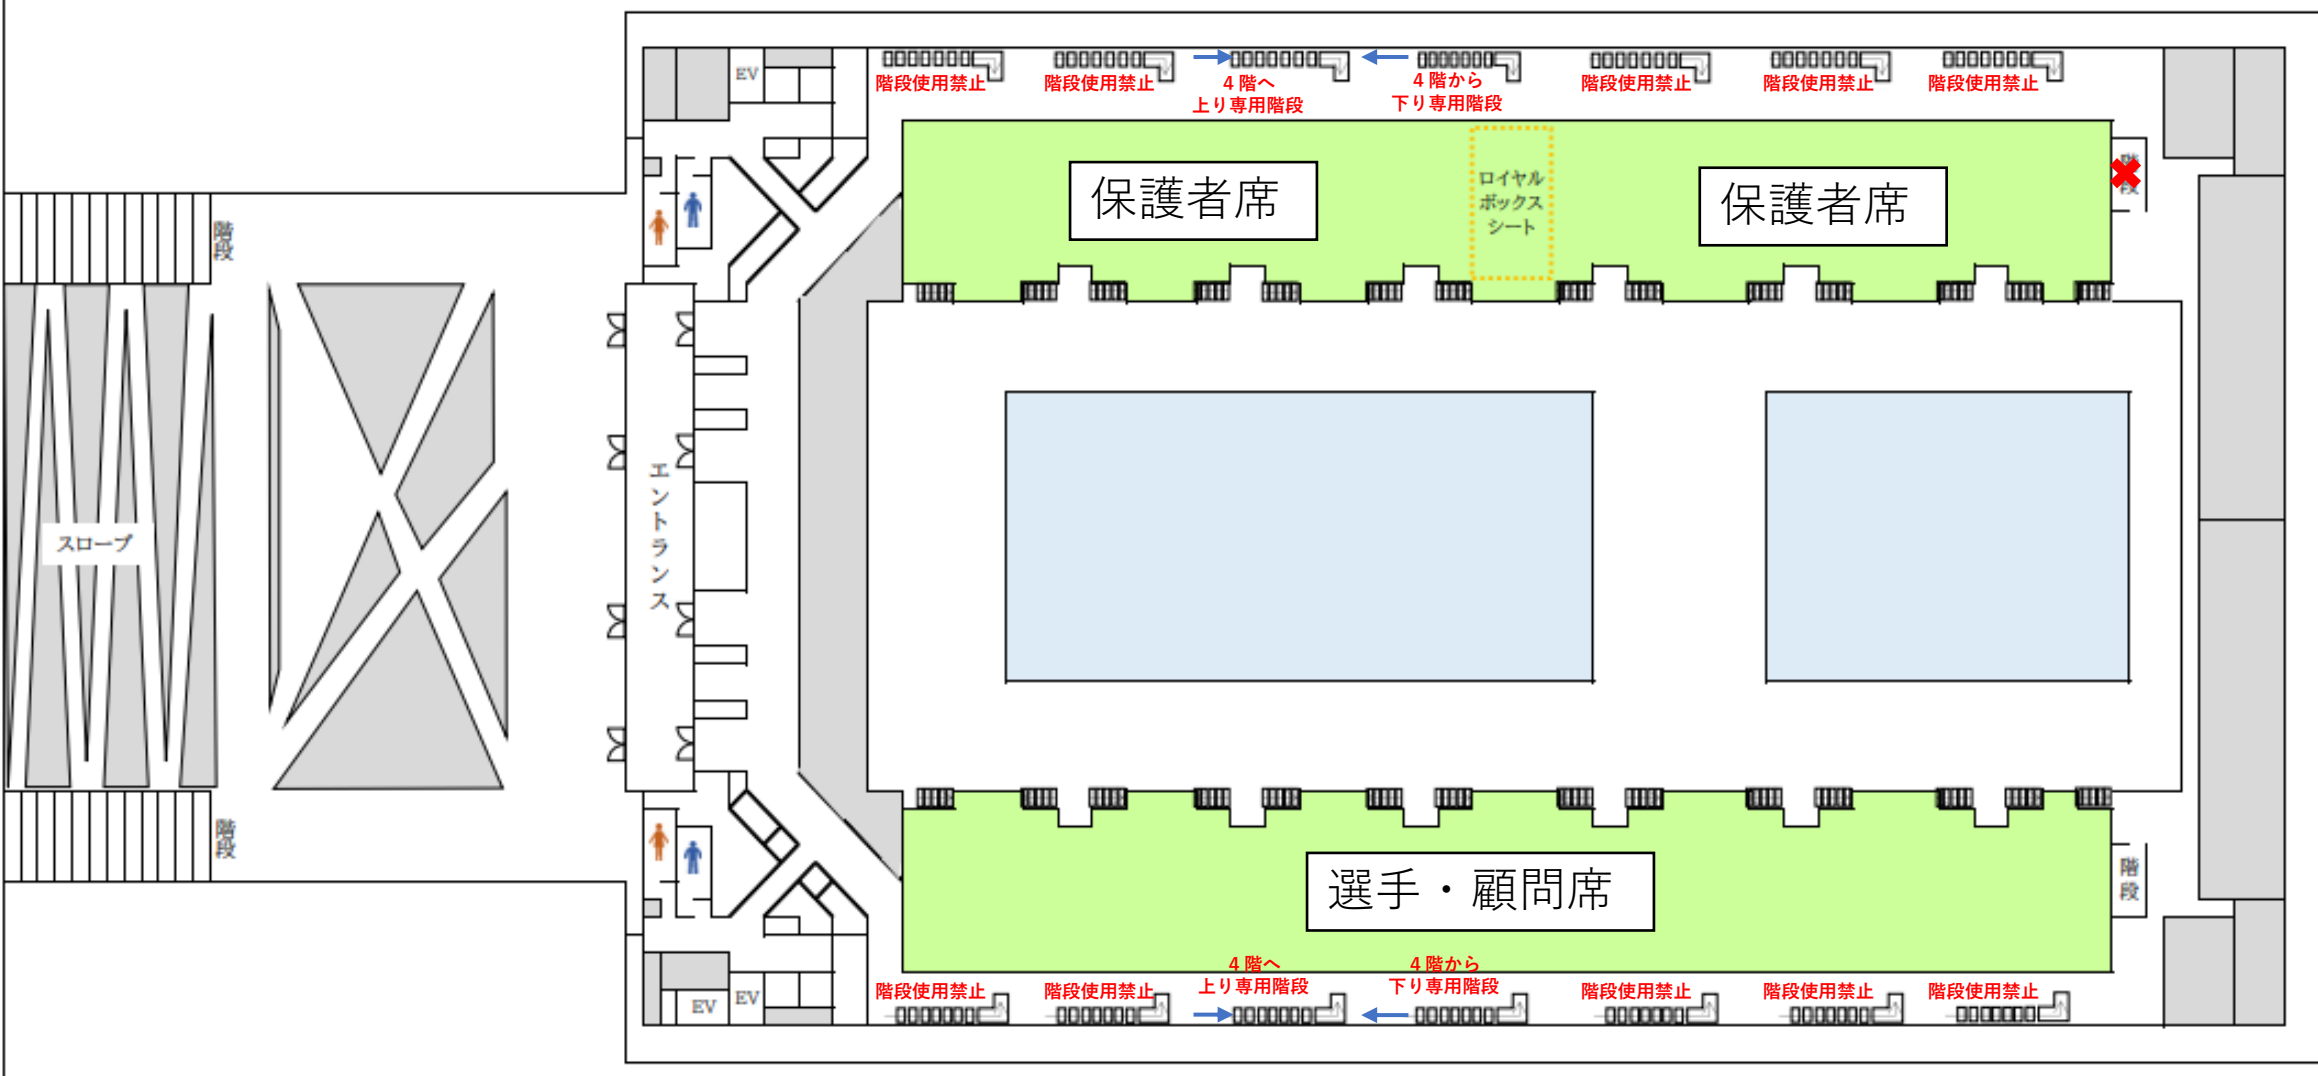 EV
階段使用禁止
階段使用禁止
4階へ
上り専用階段
4階から
下り専用階段
階段使用禁止
階段使用禁止
階段使用禁止
保護者席
ロイヤル
ボックス
シート
保護者席
階段
階段
エントランス
スロープ
階段
階段
選手・顧問席
階段使用禁止
階段使用禁止
4階へ
上り専用階段
4階から
下り専用階段
階段使用禁止
階段使用禁止
階段使用禁止
EV
EV